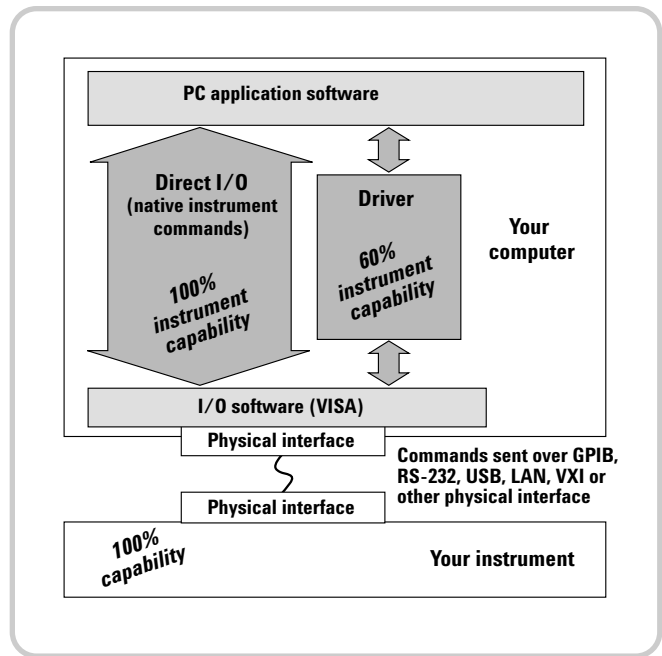 PC application software
Direct I/O
(native instrument
commands)
100%
instrument
capability
Driver
60%
instrument
capability
Your
computer
I/O software (VISA)
Physical interface
Commands sent over GPIB,
RS-232, USB, LAN, VXI or
other physical interface
Physical interface
100%
capability
Your instrument